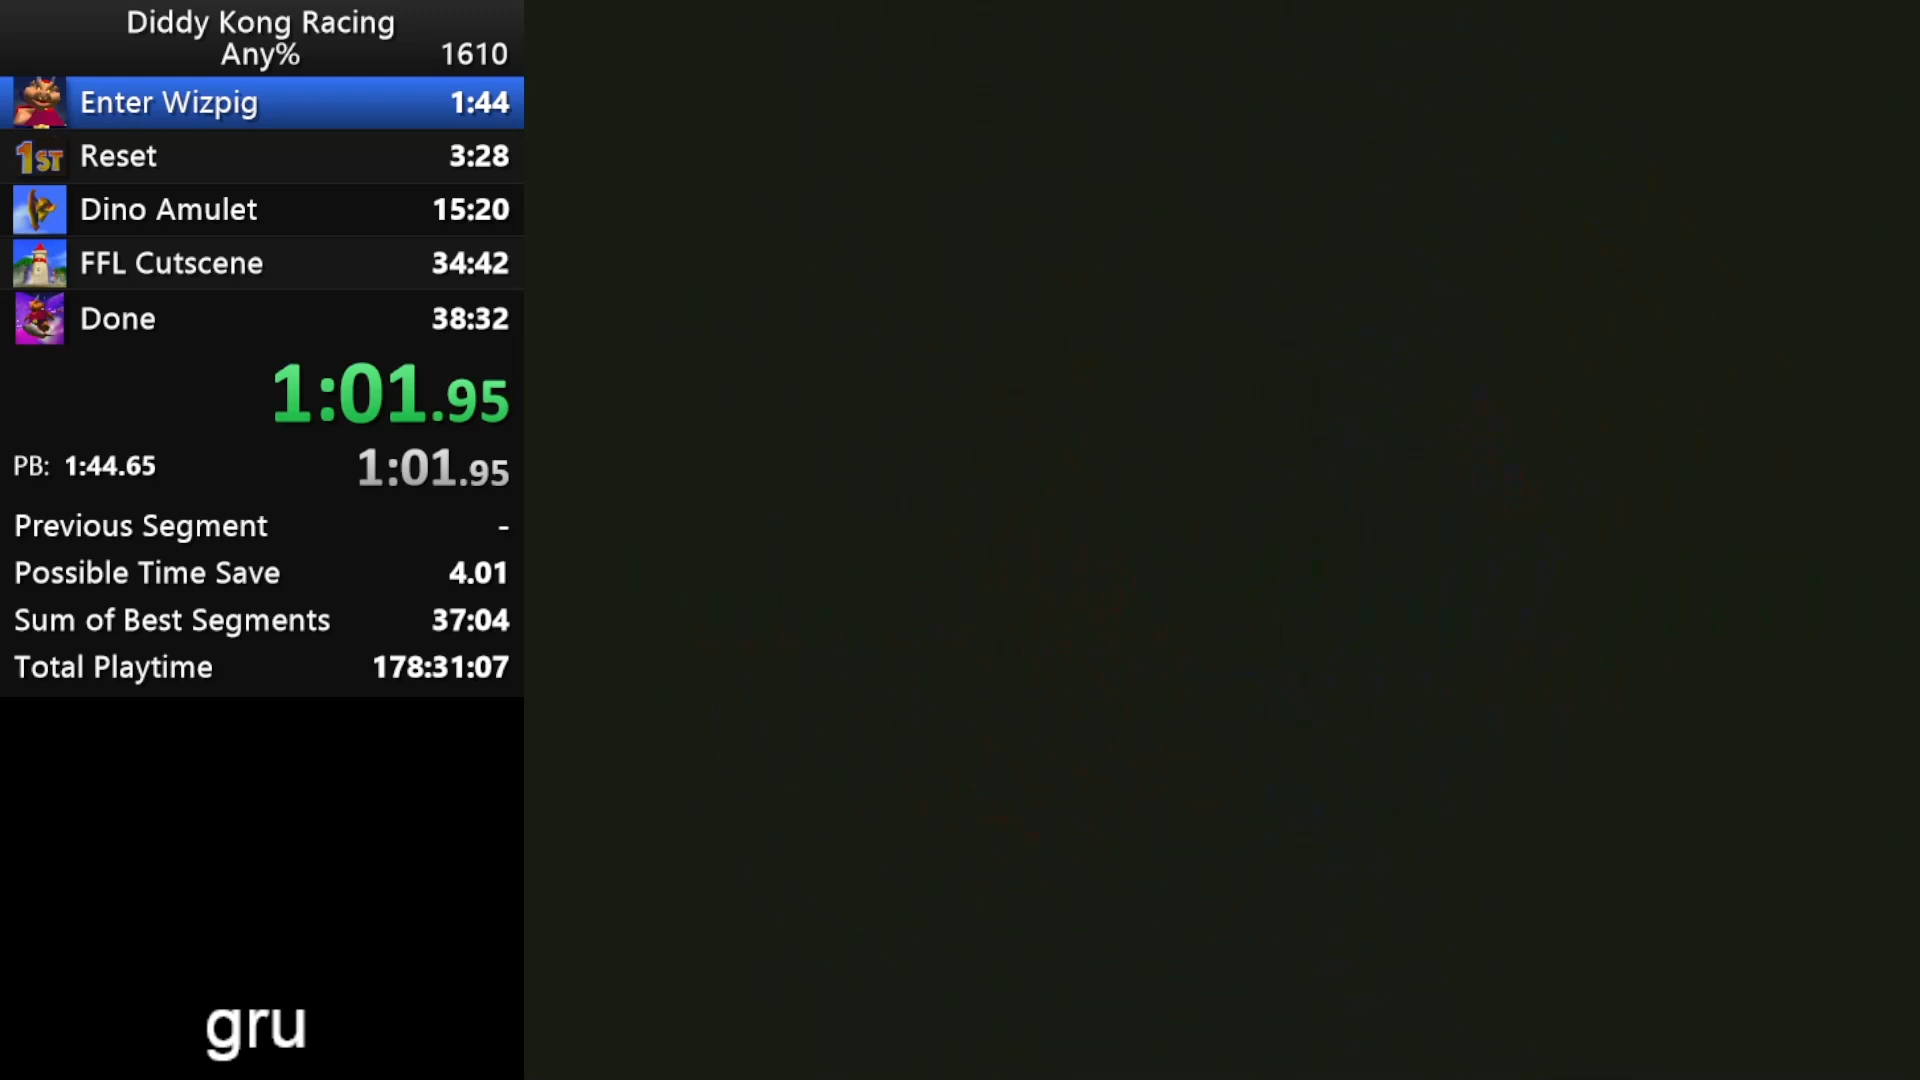 Diddy Kong Racing
Any% 1610
Enter Wizpig 1:44
1ST Reset 3:28
Dino Amulet 15:20
FFL Cutscene 34:42
Done 38:32
1:01.95
PB: 1:44.65 1:01.95
Previous Segment -
Possible Time Save 4.01
Sum of Best Segments 37:04
Total Playtime 178:31:07
gru